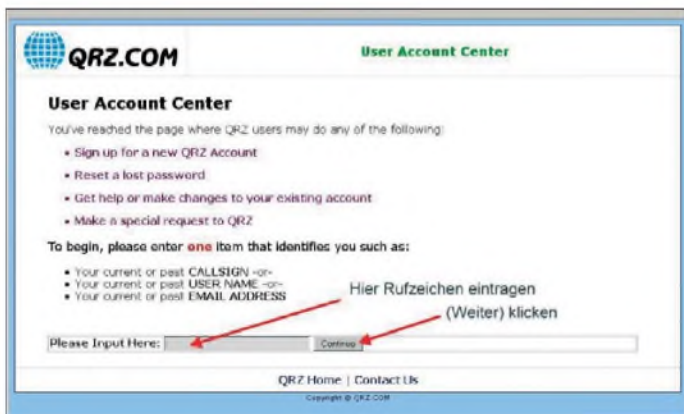 QRZ.COM
User Account Center
User Account Center
You've reached the page where QRZ users may do any of the following:
• Sign up for a new QRZ Account
• Reset a lost password
• Get help or make changes to your existing account
• Make a special request to QRZ
To begin, please enter one item that identifies you such as:
• Your current or past CALLSIGN -or-
• Your current or past USER NAME -or-
• Your current or past EMAIL ADDRESS
Hier Rufzeichen eintragen
(Weiter) klicken
Please Input Here: Continue
QRZ Home | Contact Us
Copyright © QRZ.COM